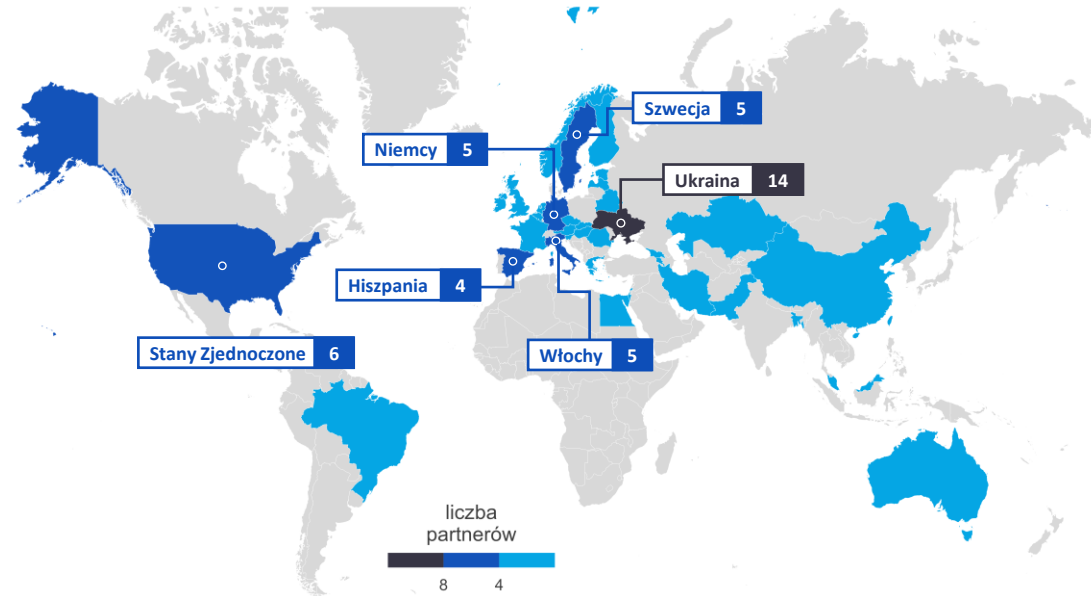 Szwecja 5
Niemcy 5
Ukraina 14
Hiszpania 4
Stany Zjednoczone 6
Włochy 5
liczba
partnerów
8 4